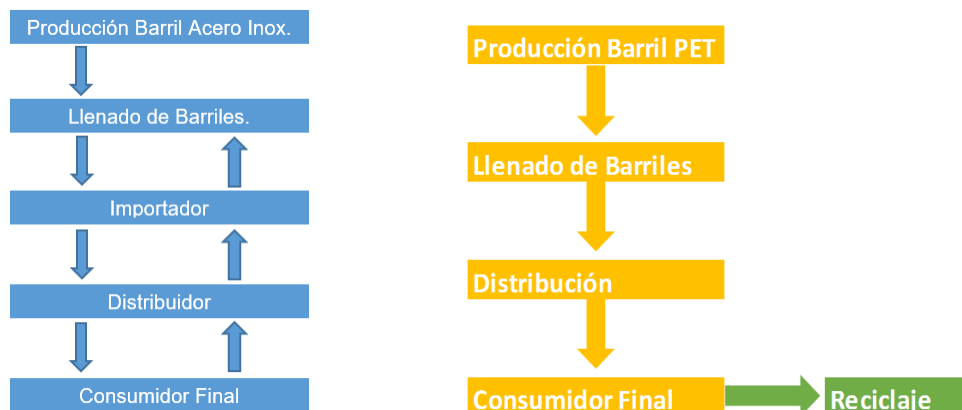 Producción Barril Acero Inox.
Llenado de Barriles.
Importador
Distribuidor
Consumidor Final
Producción Barril PET
Llenado de Barriles
Distribución
Consumidor Final
Reciclaje